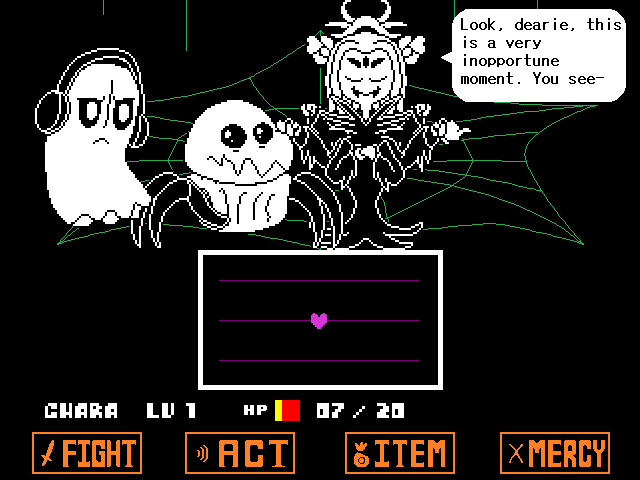 Look, dearie, this
is a very
inopportune
moment. You see-
CHARA LV 1 HP 07 / 20
FIGHT ACT ITEM MERCY